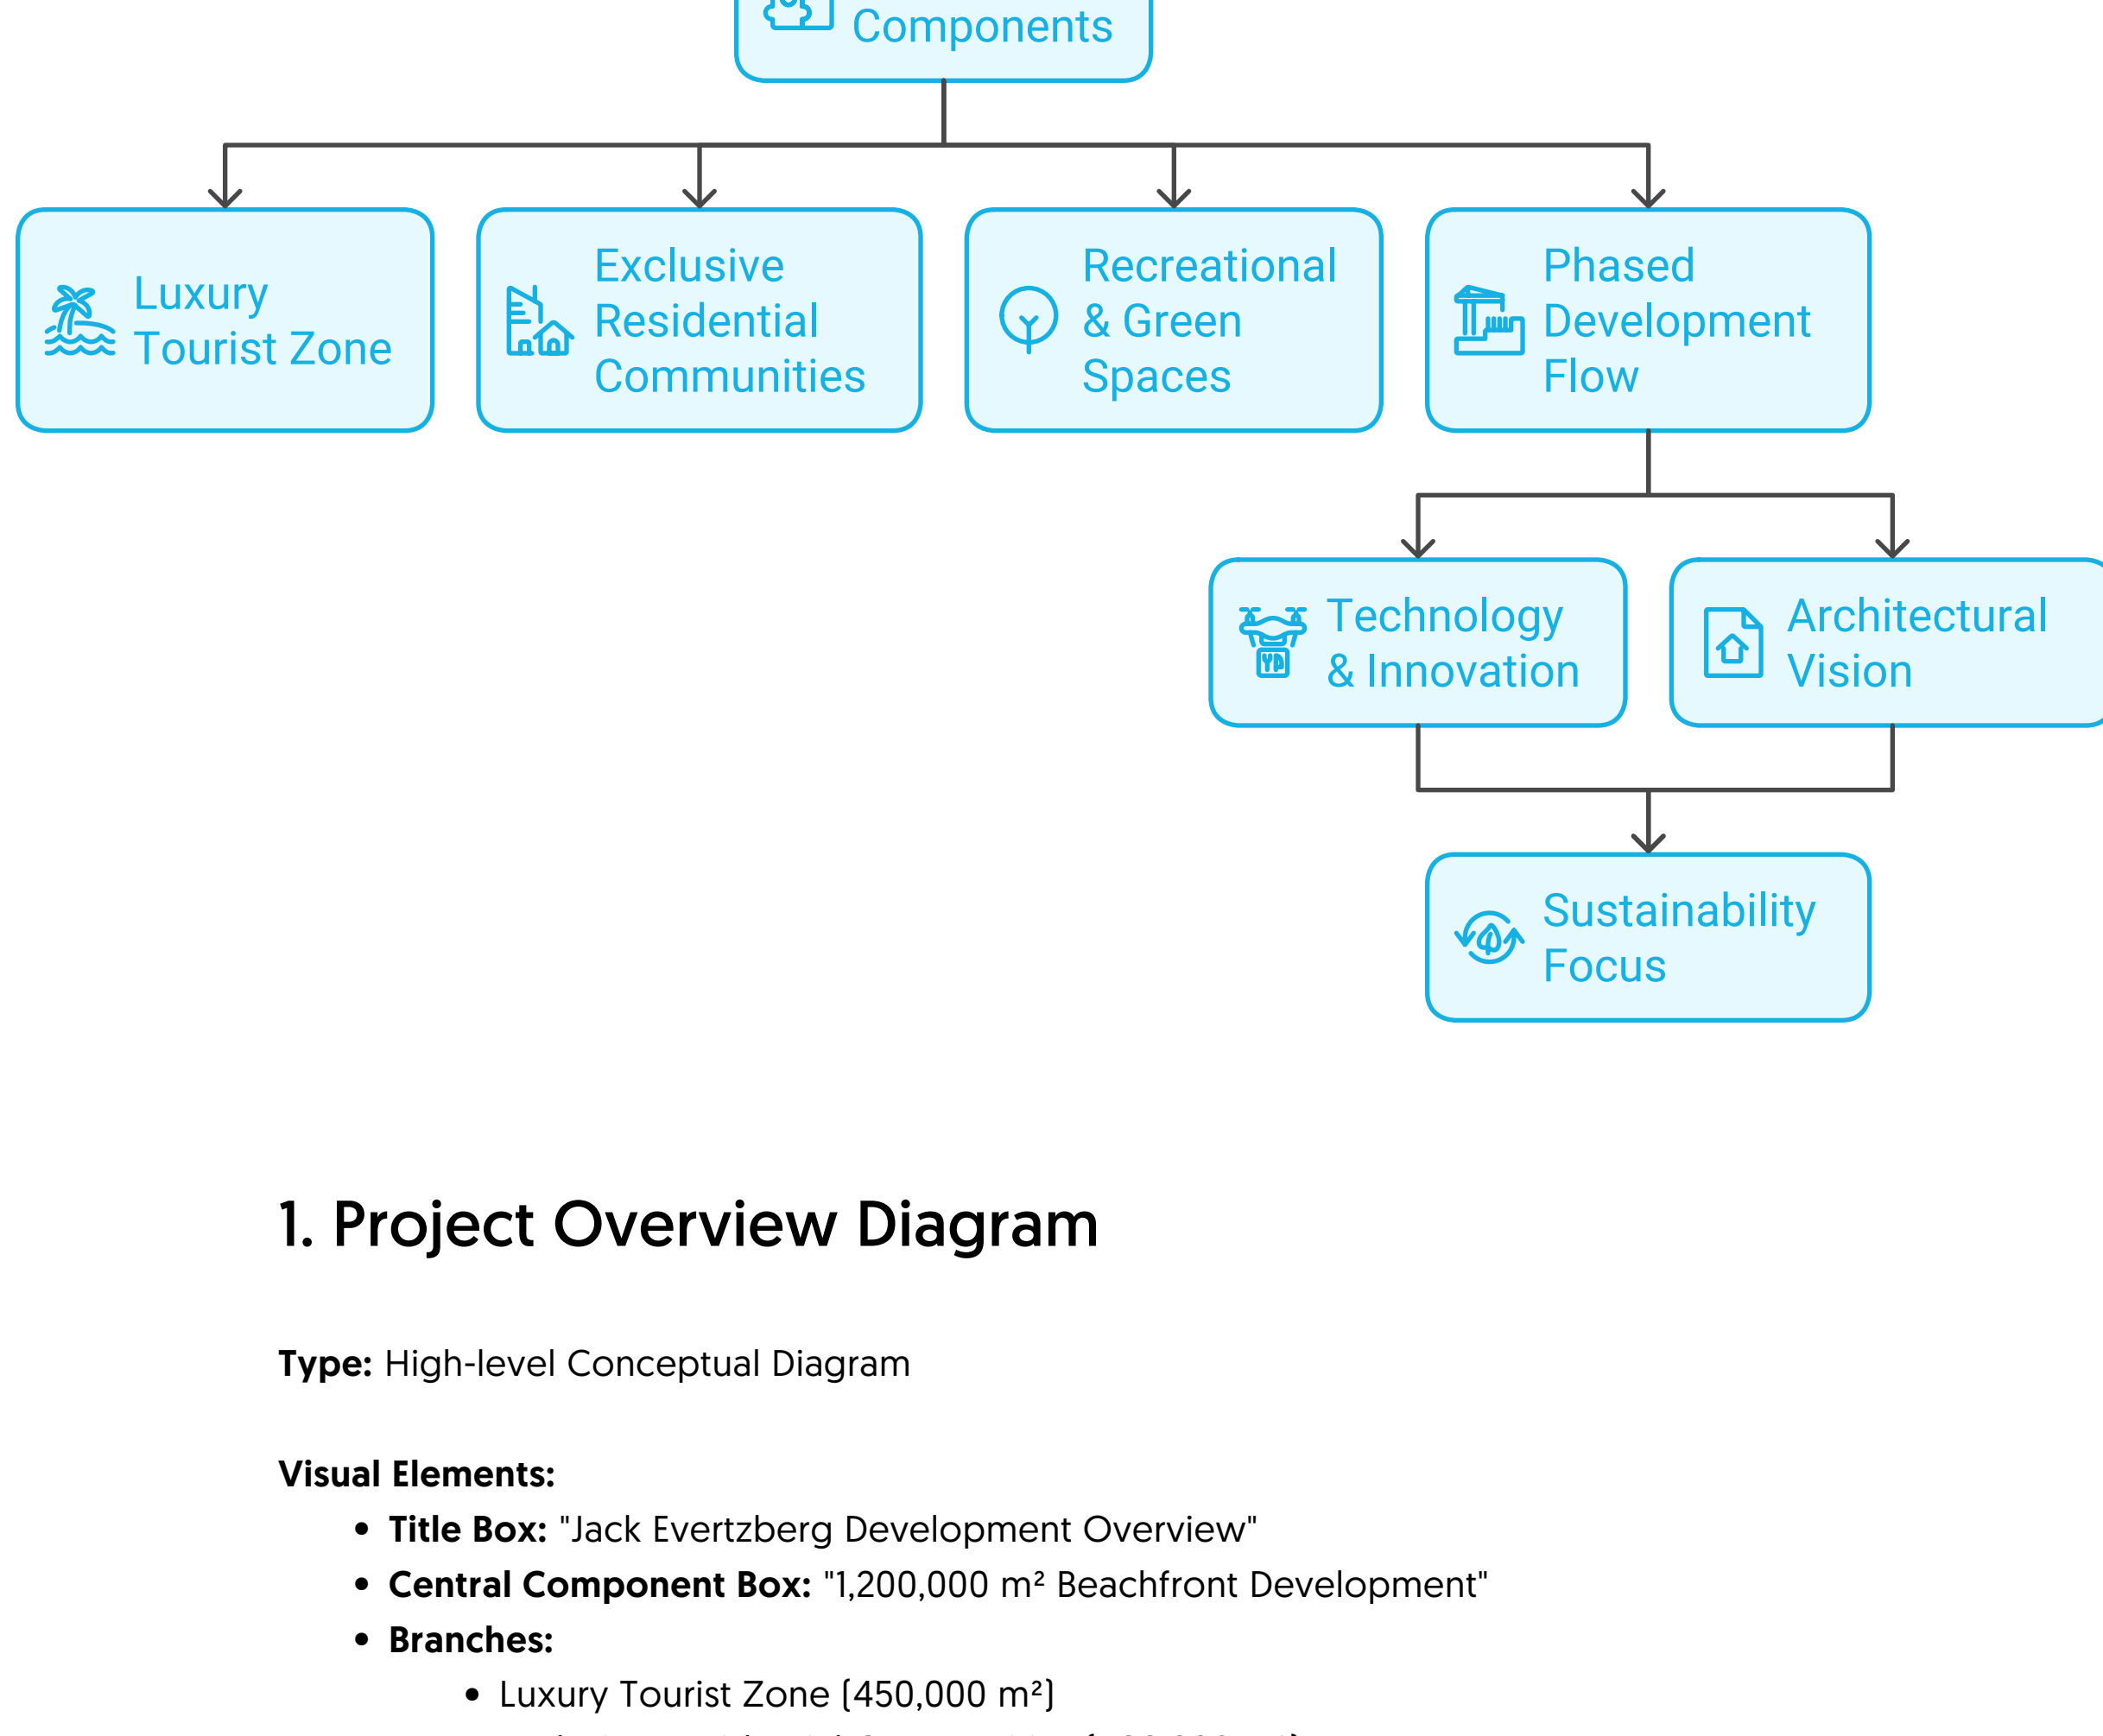 Components
Luxury
Tourist Zone
Exclusive
Residential
Communities
Recreational
& Green
Spaces
Phased
Development
Flow
Technology
& Innovation
Architectural
Vision
Sustainability
Focus
1. Project Overview Diagram
Type: High-level Conceptual Diagram
Visual Elements:
• Title Box: "Jack Evertzberg Development Overview"
• Central Component Box: "1,200,000 m² Beachfront Development"
• Branches:
• Luxury Tourist Zone (450,000 m²)